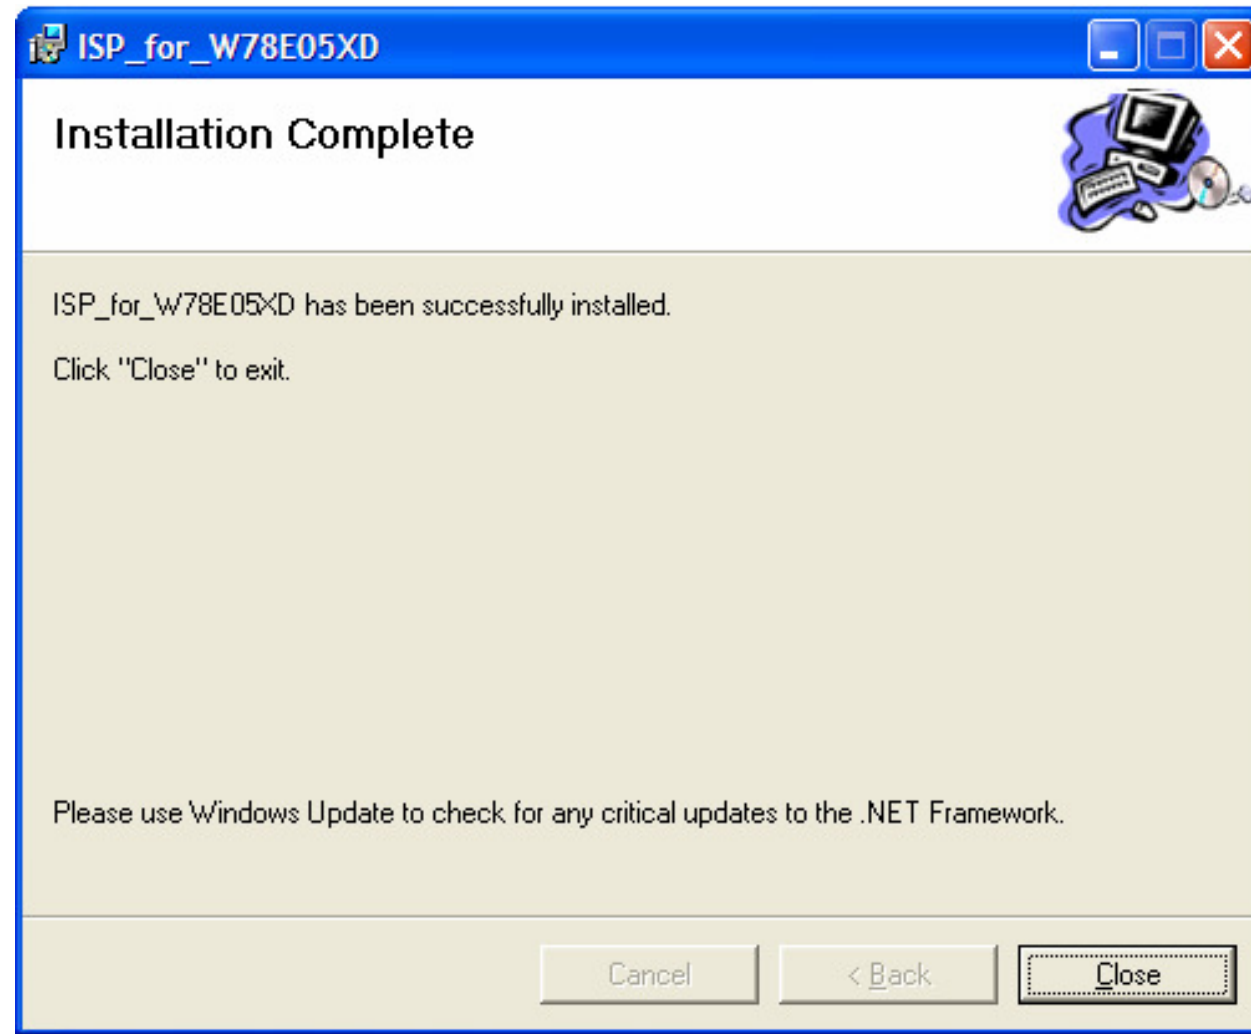 ISP_for_W78E05XD
Installation Complete
ISP_for_W78E05XD has been successfully installed.
Click "Close" to exit.
Please use Windows Update to check for any critical updates to the .NET Framework.
Cancel
< Back
Close